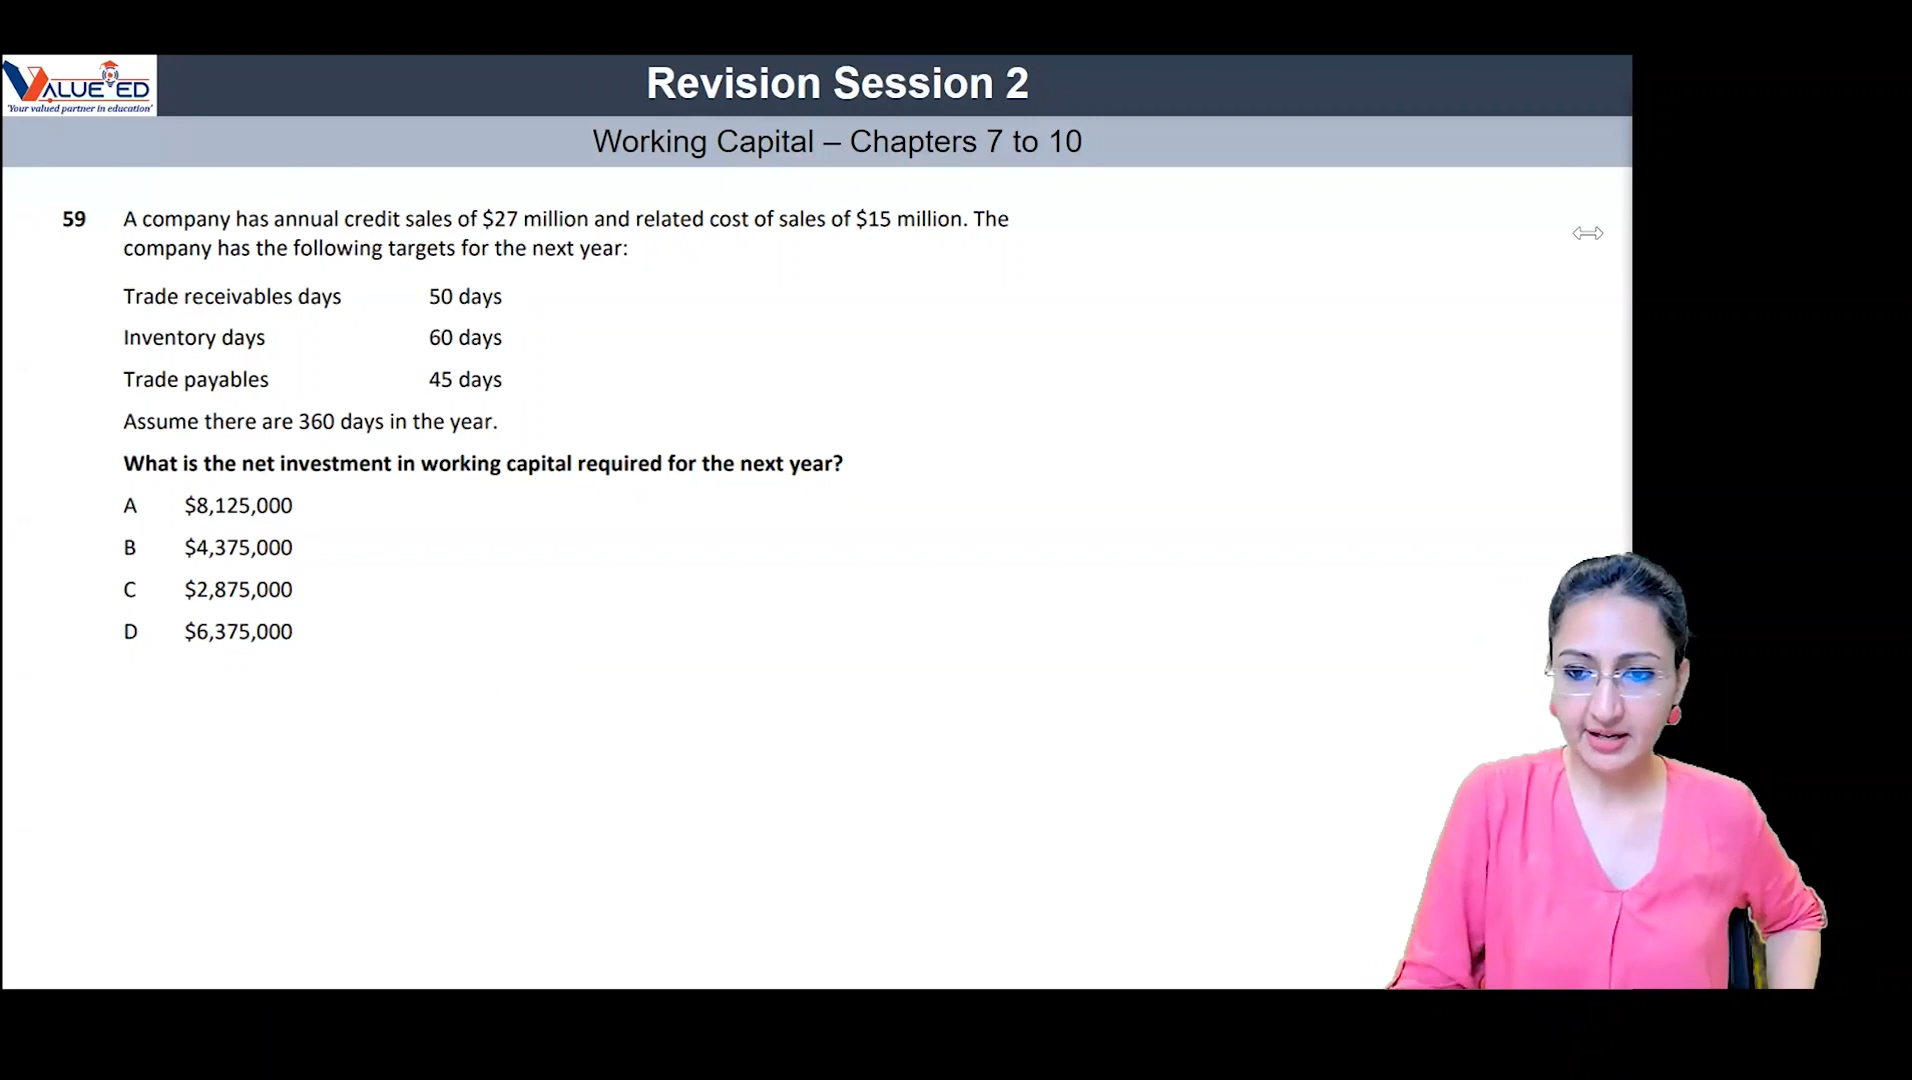 VALUE ED
'Your valued partner in education'
Revision Session 2
Working Capital – Chapters 7 to 10
59 A company has annual credit sales of $27 million and related cost of sales of $15 million. The
company has the following targets for the next year:
Trade receivables days 50 days
Inventory days 60 days
Trade payables 45 days
Assume there are 360 days in the year.
What is the net investment in working capital required for the next year?
A $8,125,000
B $4,375,000
C $2,875,000
D $6,375,000